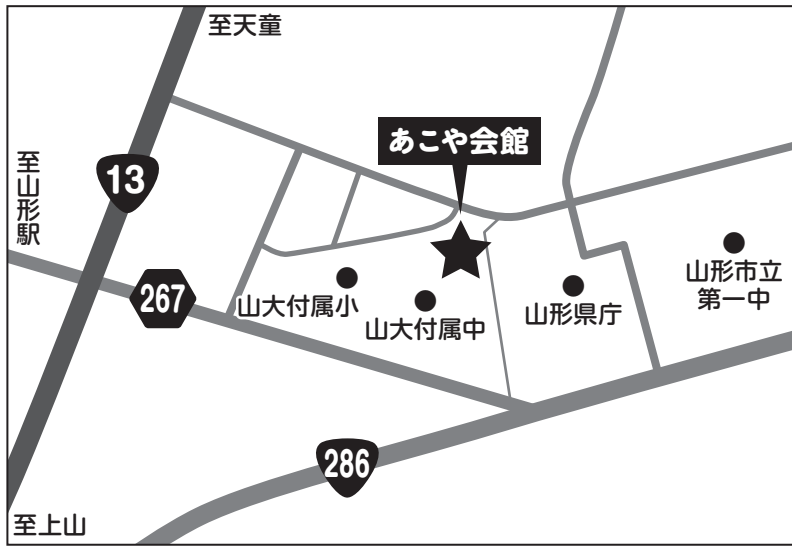 至天童
あこや会館
至山形駅
13
267
山大付属小
山大付属中
山形県庁
山形市立
第一中
286
至上山